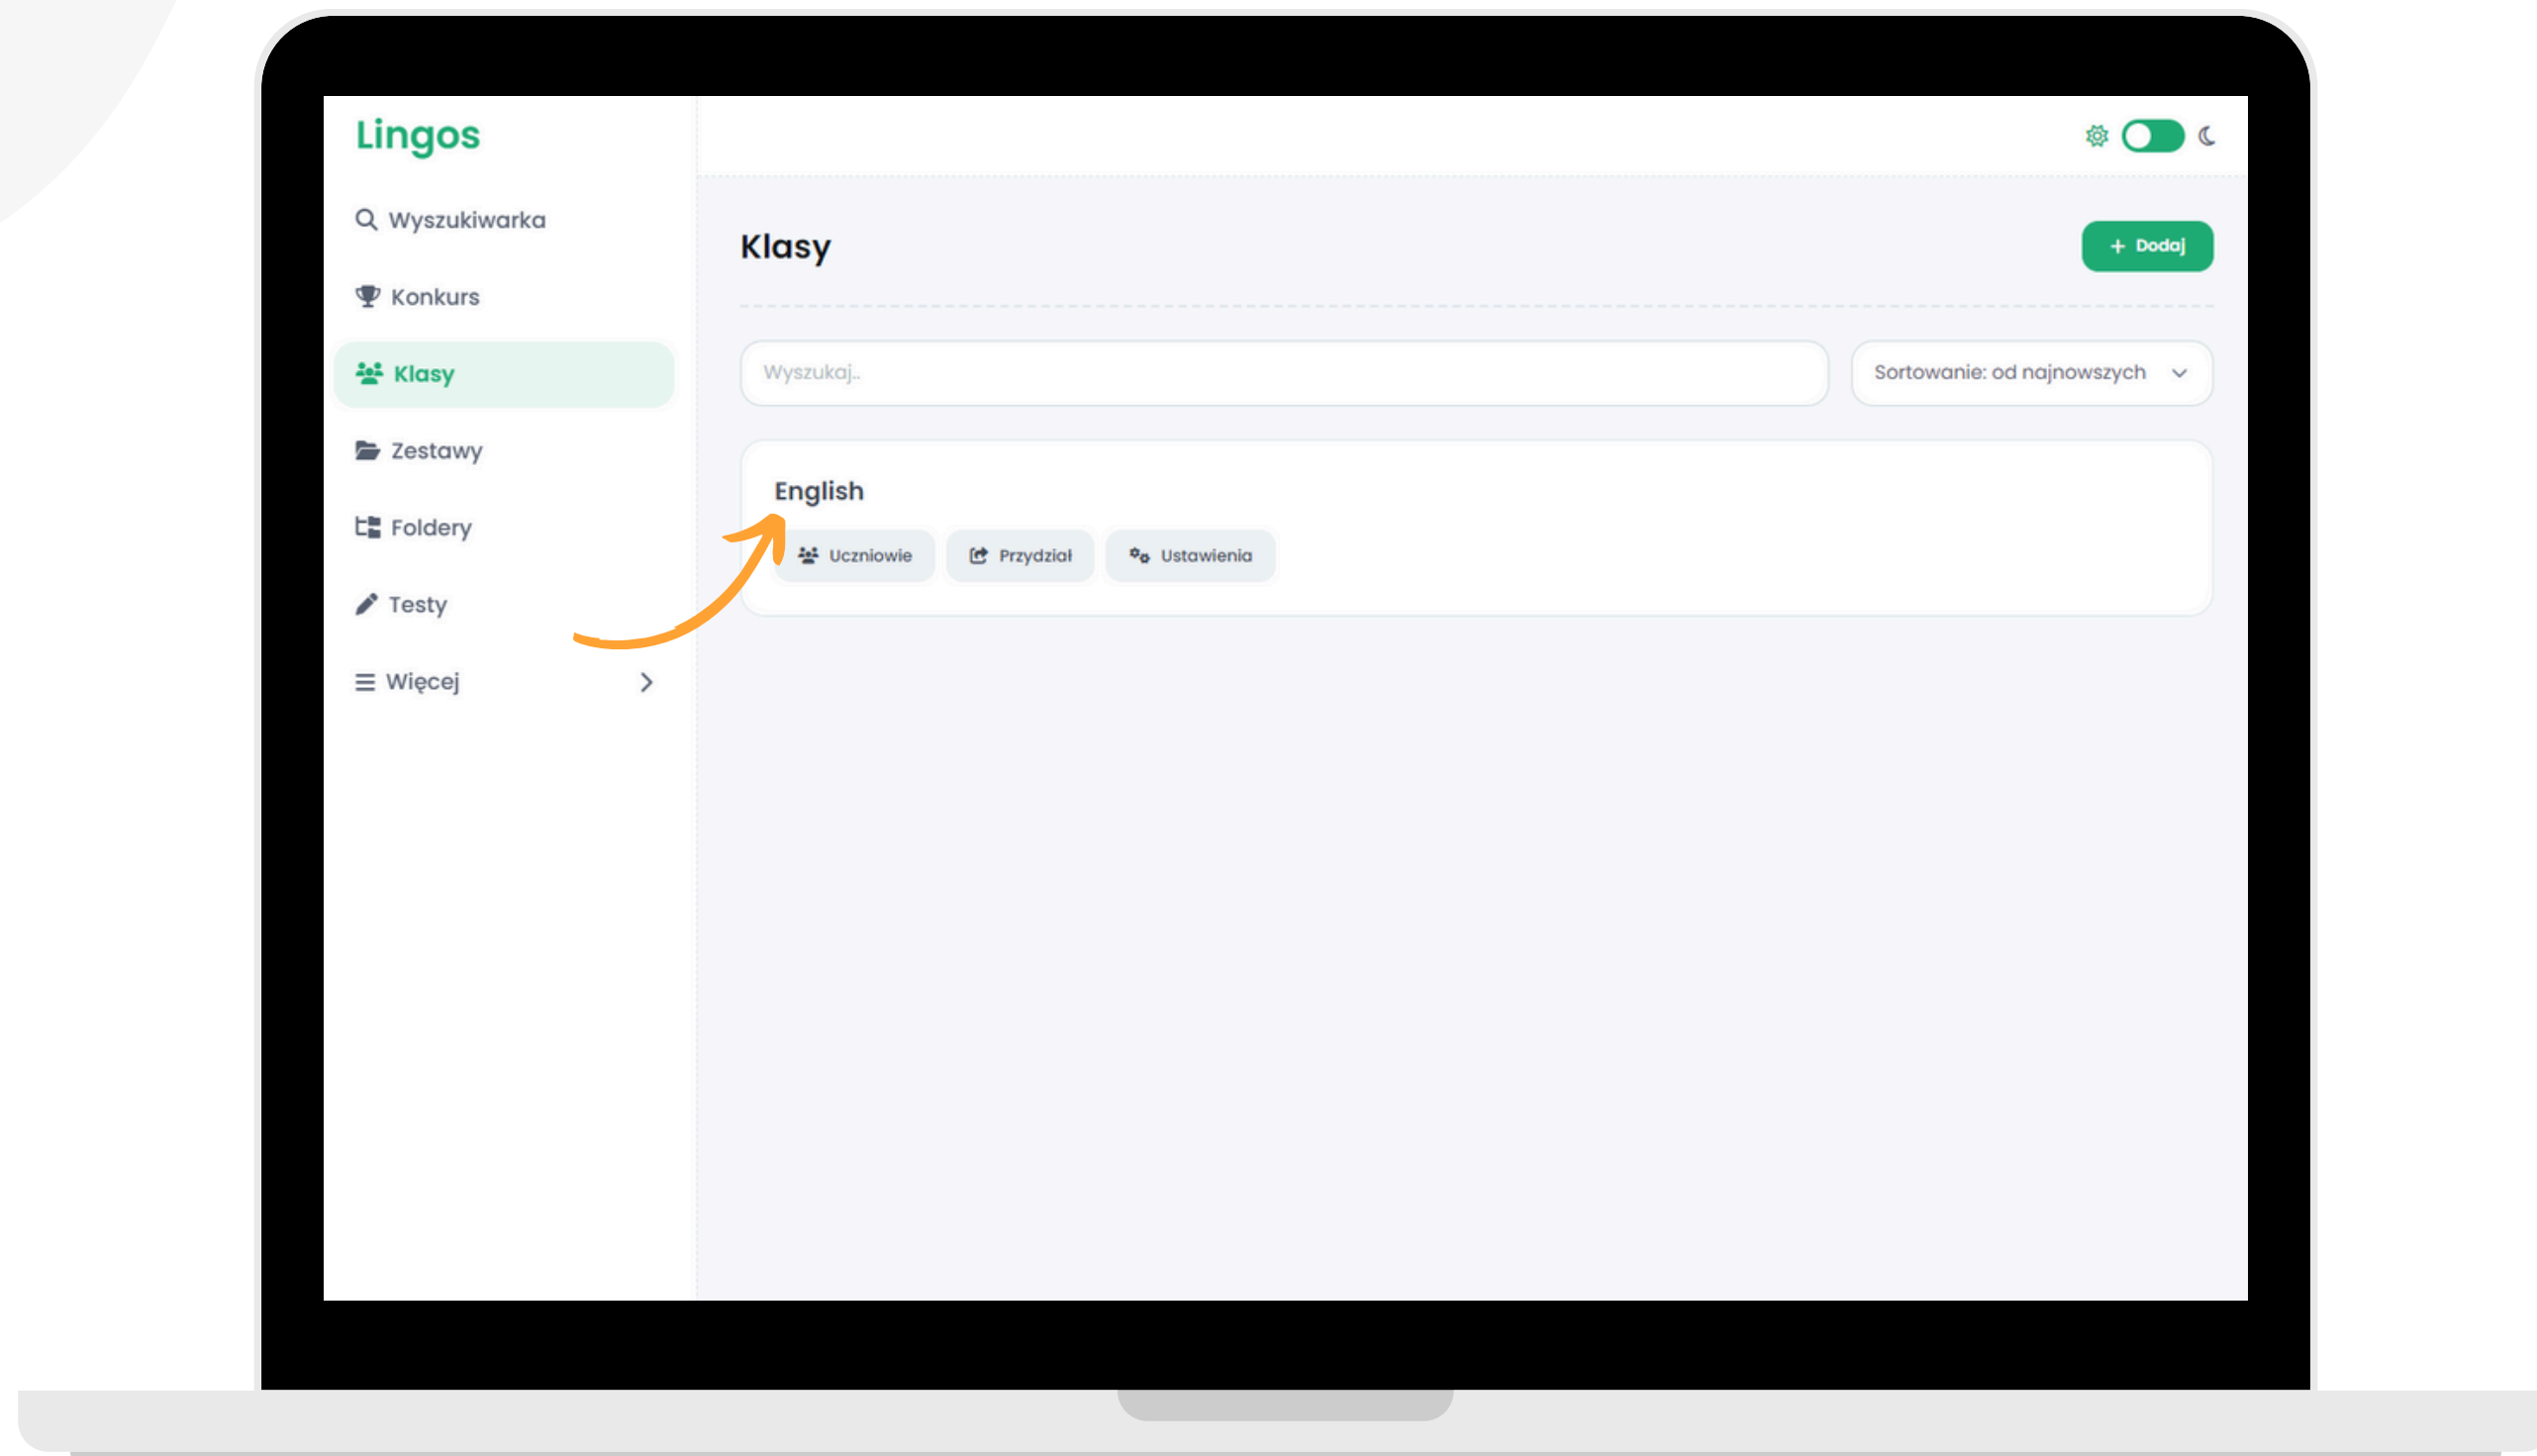 Lingos
Wyszukiwarka
Konkurs
Klasy
Zestawy
Foldery
Testy
Więcej
Klasy
+ Dodaj
Wyszukaj..
Sortowanie: od najnowszych
English
Uczniowie Przydział Ustawienia